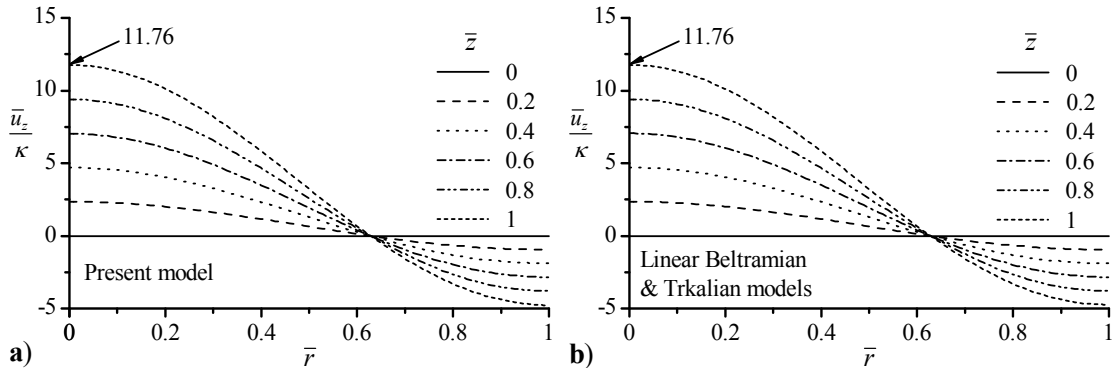 15
11.76
10
5
0
-5
z̄
0
0.2
0.4
0.6
0.8
1
ū_z
κ
Present model
0 0.2 0.4 0.6 0.8 1
r̄
a)
15
11.76
10
5
0
-5
z̄
0
0.2
0.4
0.6
0.8
1
ū_z
κ
Linear Beltramian
& Trkalian models
0 0.2 0.4 0.6 0.8 1
r̄
b)